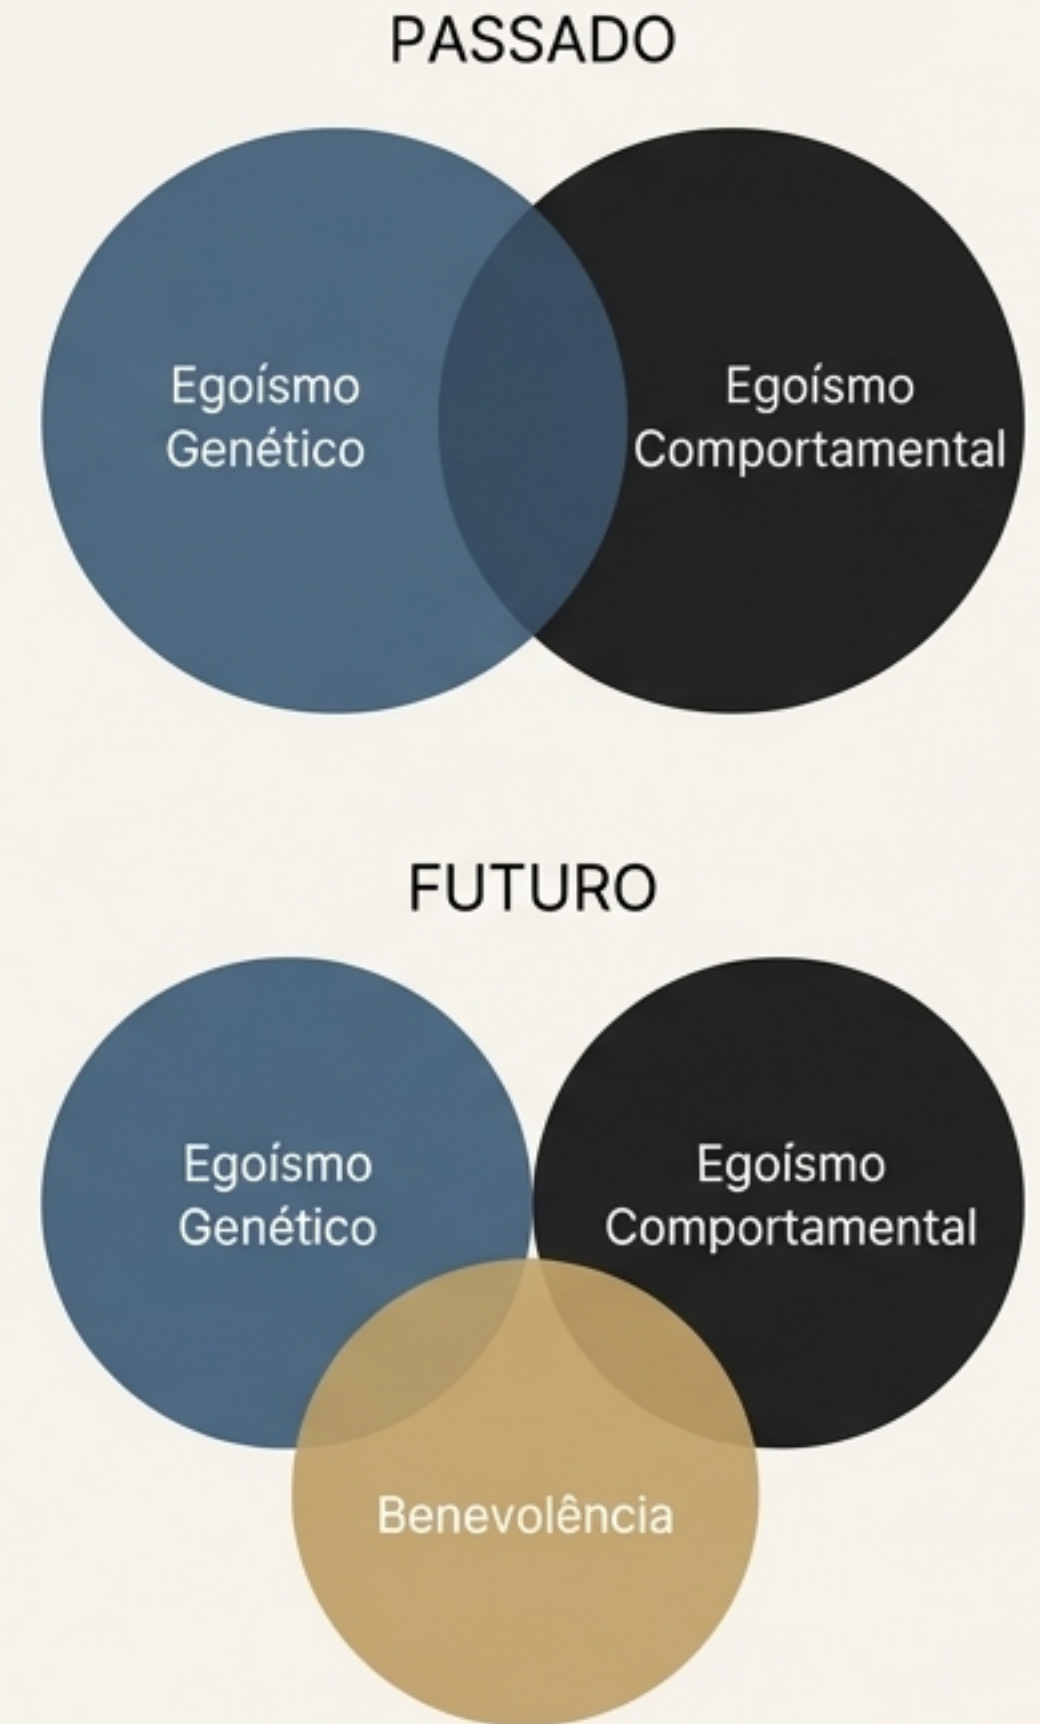 PASSADO
Egoísmo
Genético
Egoísmo
Comportamental
FUTURO
Egoísmo
Genético
Egoísmo
Comportamental
Benevolência